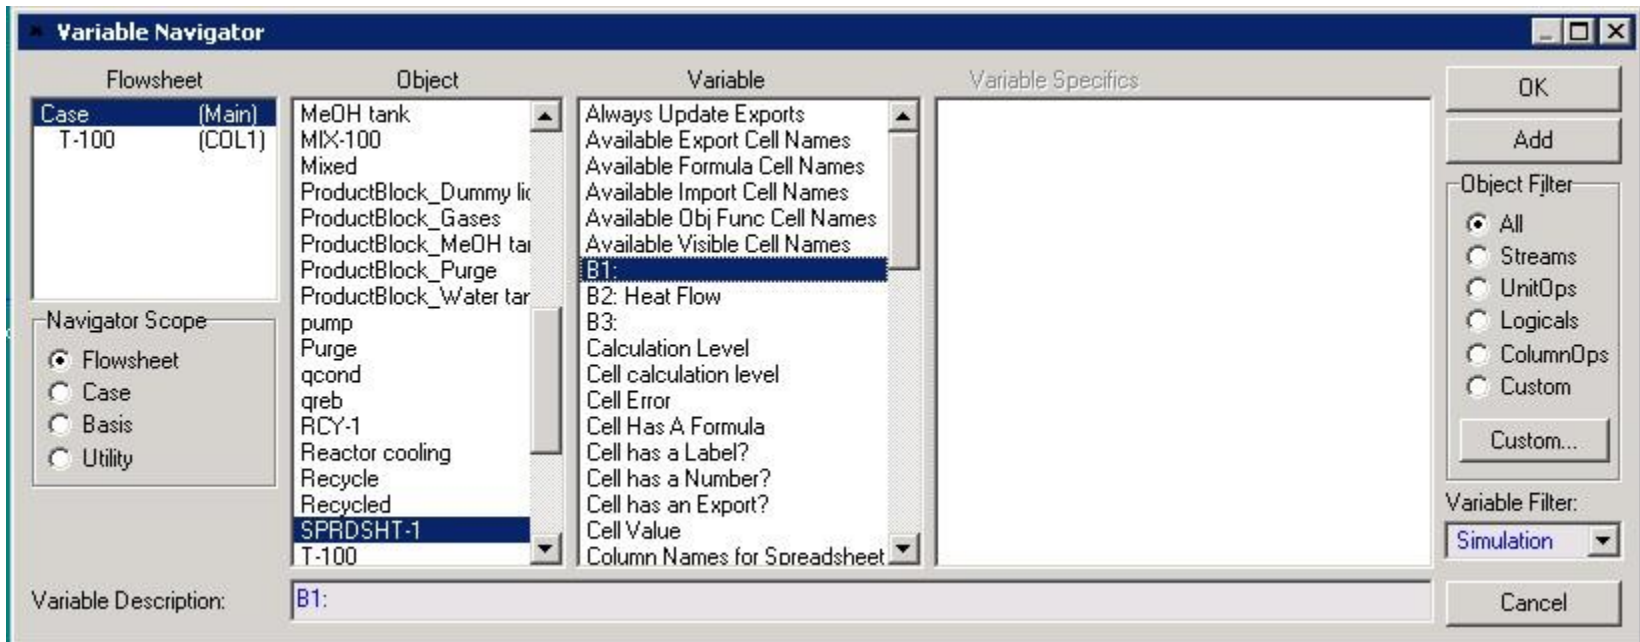 Variable Navigator
Flowsheet
Case (Main)
T-100 (COL1)
Navigator Scope
Flowsheet
Case
Basis
Utility
Object
MeOH tank
MIX-100
Mixed
ProductBlock_Dummy lic
ProductBlock_Gases
ProductBlock_MeOH tar
ProductBlock_Purge
ProductBlock_Water tar
pump
Purge
qcond
qreb
RCY-1
Reactor cooling
Recycle
Recycled
SPRDSHT-1
T-100
Variable
Always Update Exports
Available Export Cell Names
Available Formula Cell Names
Available Import Cell Names
Available Obj Func Cell Names
Available Visible Cell Names
B1:
B2: Heat Flow
B3:
Calculation Level
Cell calculation level
Cell Error
Cell Has A Formula
Cell has a Label?
Cell has a Number?
Cell has an Export?
Cell Value
Column Names for Spreadsheet
Variable Specifics
OK
Add
Object Filter
All
Streams
UnitOps
Logicals
ColumnOps
Custom
Custom...
Variable Filter:
Simulation
Variable Description:
B1:
Cancel